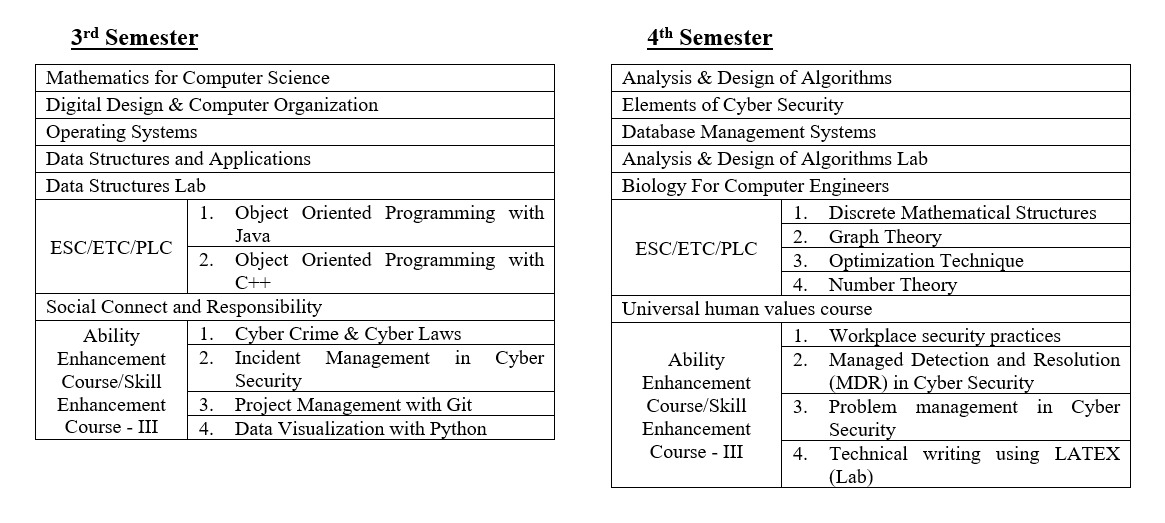 3rd Semester
Mathematics for Computer Science
Digital Design & Computer Organization
Operating Systems
Data Structures and Applications
Data Structures Lab
ESC/ETC/PLC
1. Object Oriented Programming with
Java
2. Object Oriented Programming with
C++
Social Connect and Responsibility
Ability
Enhancement
Course/Skill
Enhancement
Course - III
1. Cyber Crime & Cyber Laws
2. Incident Management in Cyber
Security
3. Project Management with Git
4. Data Visualization with Python
4th Semester
Analysis & Design of Algorithms
Elements of Cyber Security
Database Management Systems
Analysis & Design of Algorithms Lab
Biology For Computer Engineers
ESC/ETC/PLC
1. Discrete Mathematical Structures
2. Graph Theory
3. Optimization Technique
4. Number Theory
Universal human values course
Ability
Enhancement
Course/Skill
Enhancement
Course - III
1. Workplace security practices
2. Managed Detection and Resolution
(MDR) in Cyber Security
3. Problem management in Cyber
Security
4. Technical writing using LATEX
(Lab)